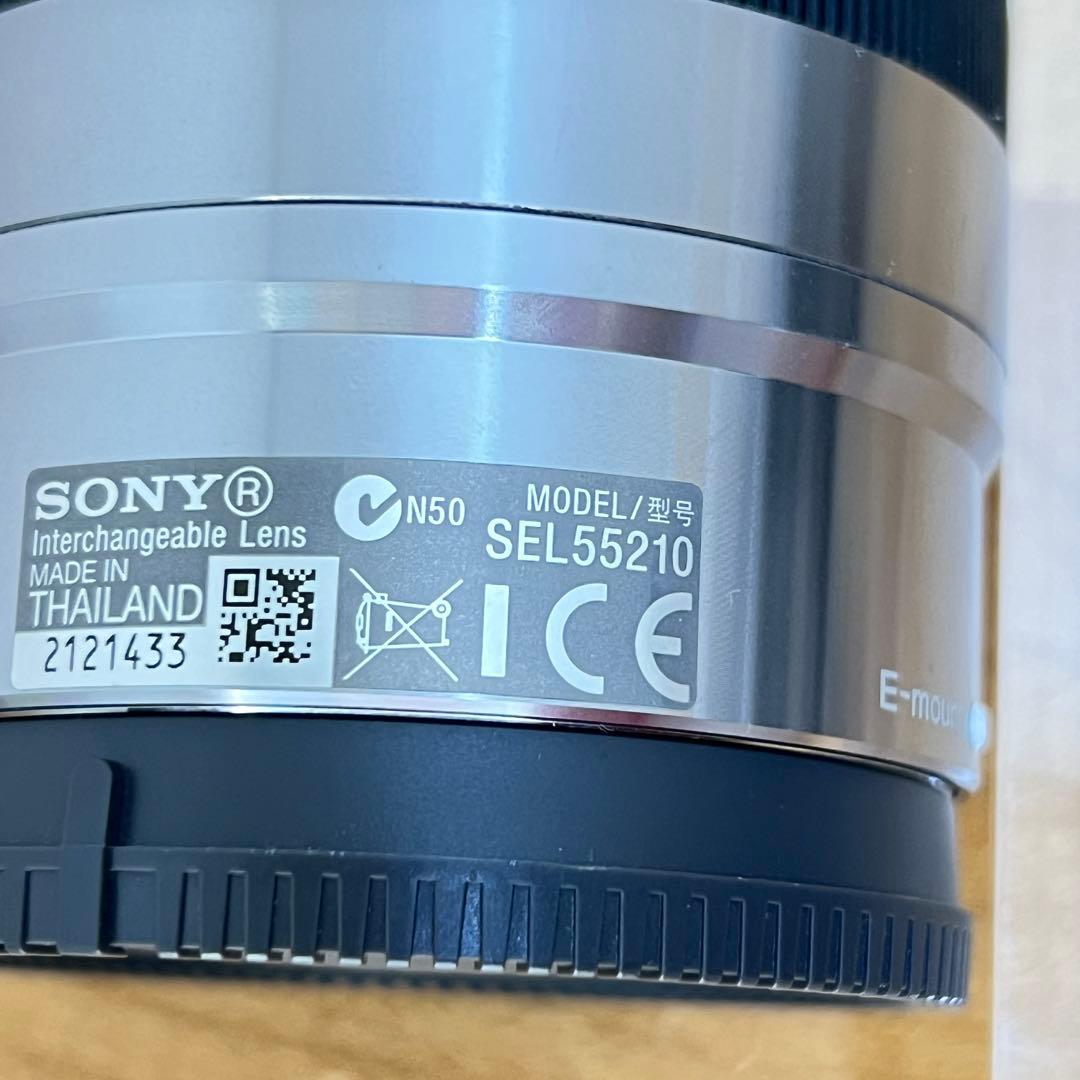 SONY®
Interchangeable Lens
MADE IN
THAILAND
2121433
N50
MODEL/型号
SEL55210
CE
E-mount